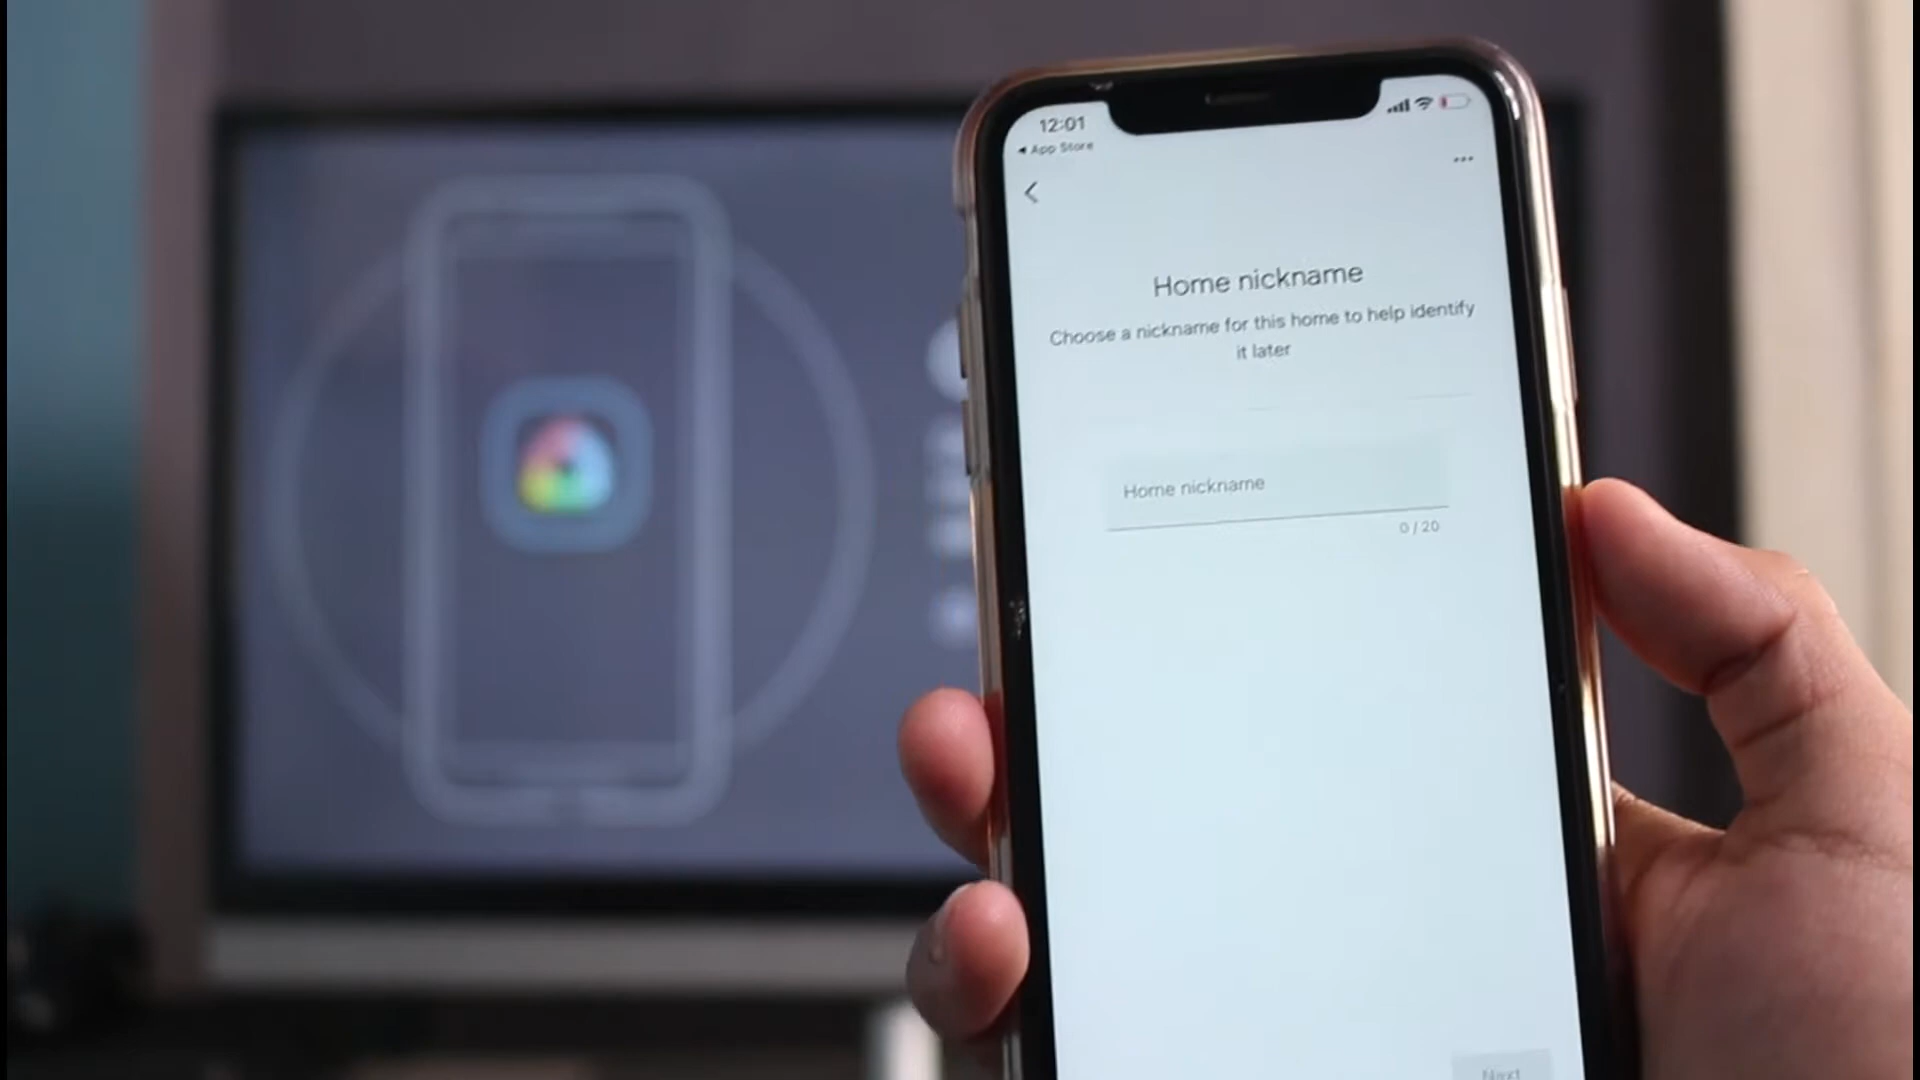 12:01
◀ App Store
Home nickname
Choose a nickname for this home to help identify
it later
Home nickname
0 / 20
Next